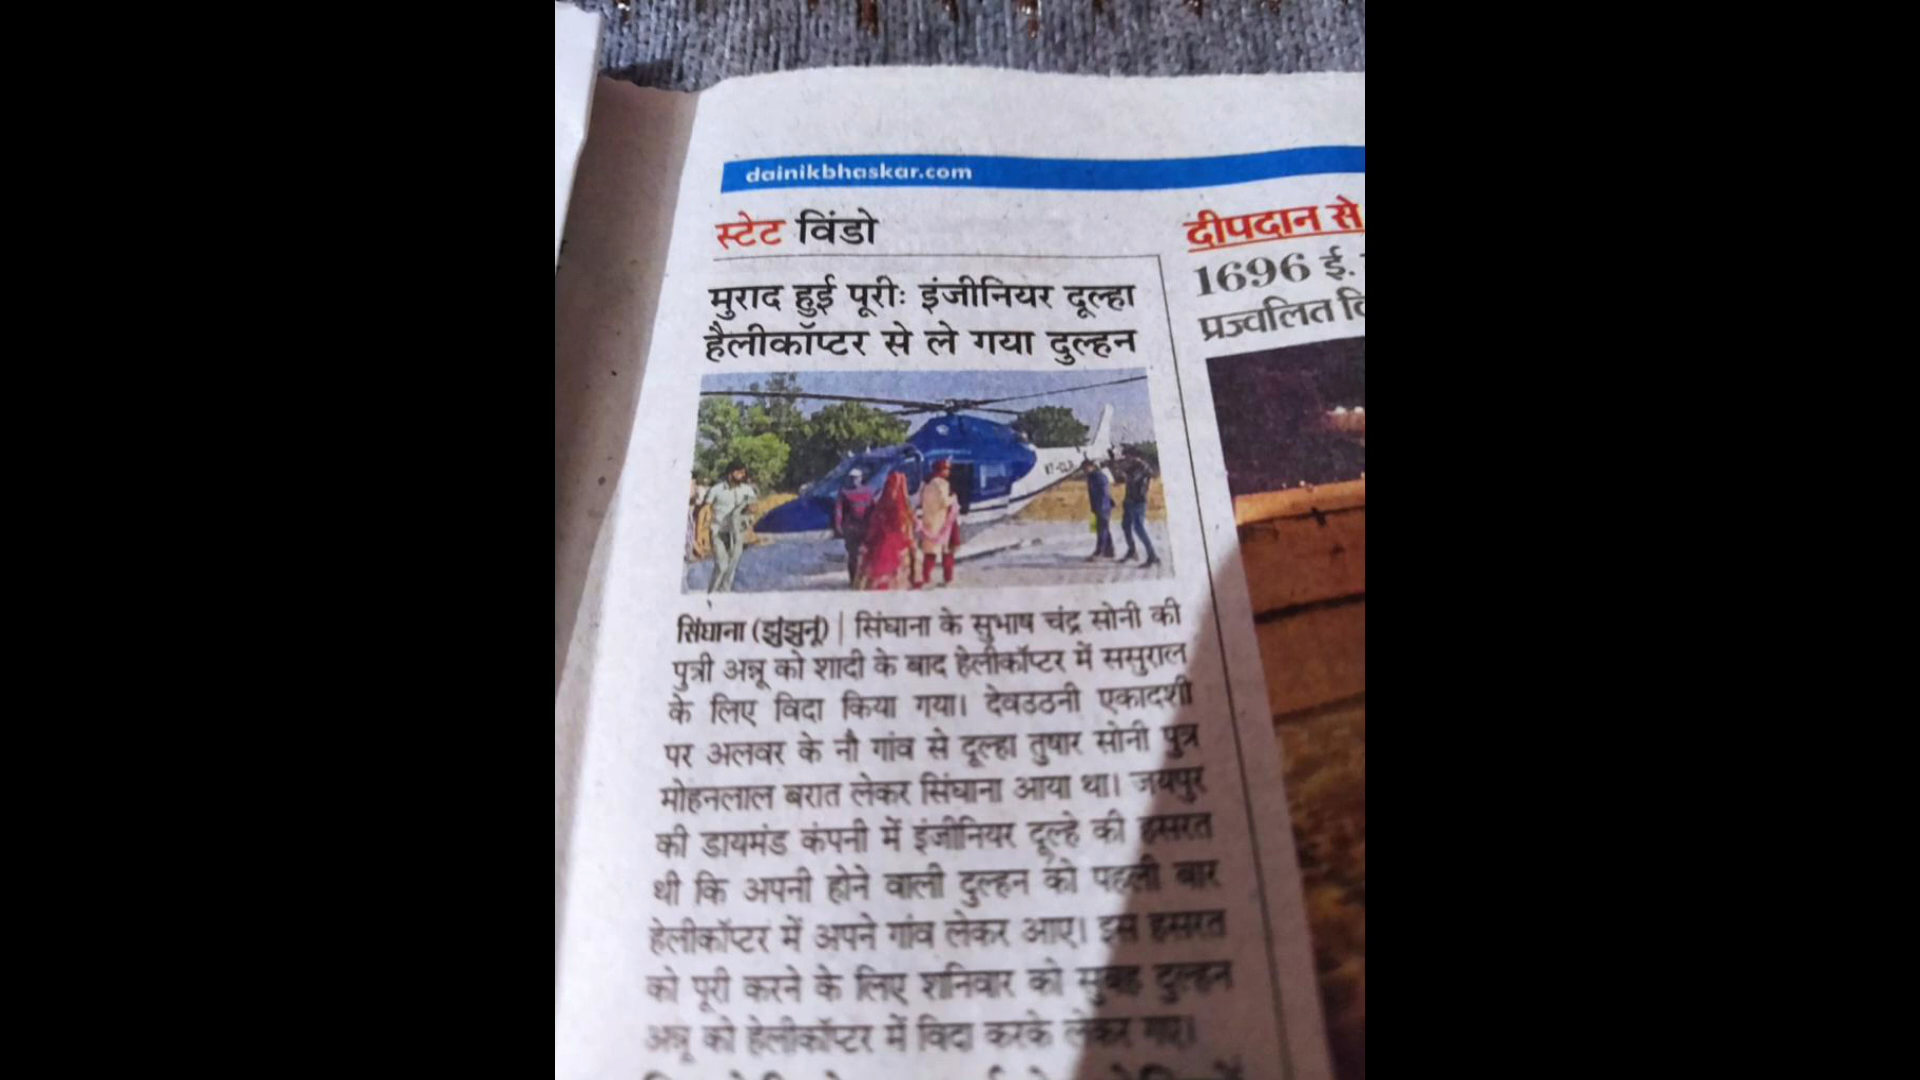 dainikbhaskar.com
स्टेट विंडो
मुराद हुई पूरीः इंजीनियर दूल्हा
हैलीकॉप्टर से ले गया दुल्हन
सिंघाना (झुंझुनूं) | सिंघाना के सुभाष चंद्र सोनी की
पुत्री अन्नू को शादी के बाद हेलीकॉप्टर में ससुराल
के लिए विदा किया गया। देवउठनी एकादशी
पर अलवर के नौ गांव से दूल्हा तुषार सोनी पुत्र
मोहनलाल बरात लेकर सिंघाना आया था। जयपुर
की डायमंड कंपनी में इंजीनियर दूल्हे की हसरत
थी कि अपनी होने वाली दुल्हन को पहली बार
हेलीकॉप्टर में अपने गांव लेकर आए। इस हसरत
को पूरी करने के लिए शनिवार को सुबह दुल्हन
अन्नू को हेलीकॉप्टर में विदा करके लेकर गए।
दीपदान से
1696 ई.
प्रज्वलित